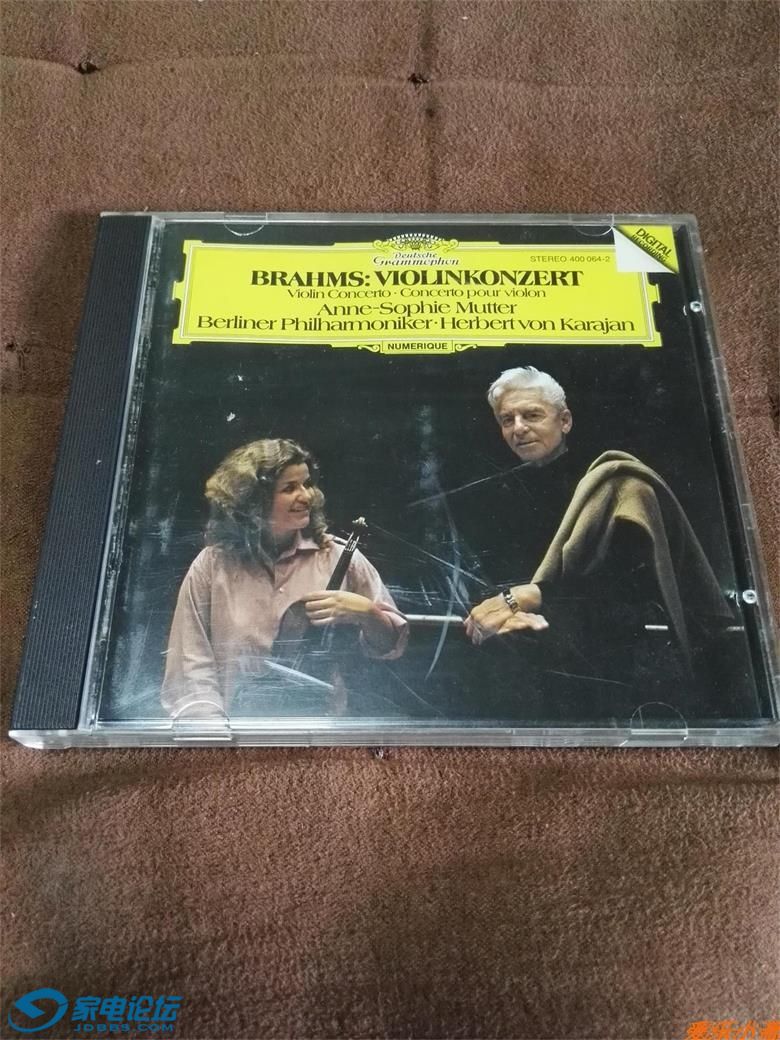 Deutsche
Grammophon
STEREO 400 064-2
DIGITAL
RECORDING
BRAHMS: VIOLINKONZERT
Violin Concerto · Concerto pour violon
Anne-Sophie Mutter
Berliner Philharmoniker · Herbert von Karajan
NUMERIQUE
家电论坛
JDBBS.COM